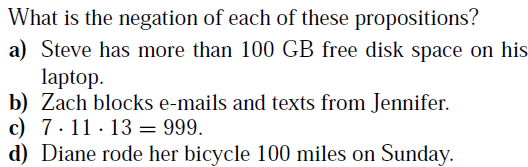 What is the negation of each of these propositions?
a) Steve has more than 100 GB free disk space on his
laptop.
b) Zach blocks e-mails and texts from Jennifer.
c) 7 · 11 · 13 = 999.
d) Diane rode her bicycle 100 miles on Sunday.